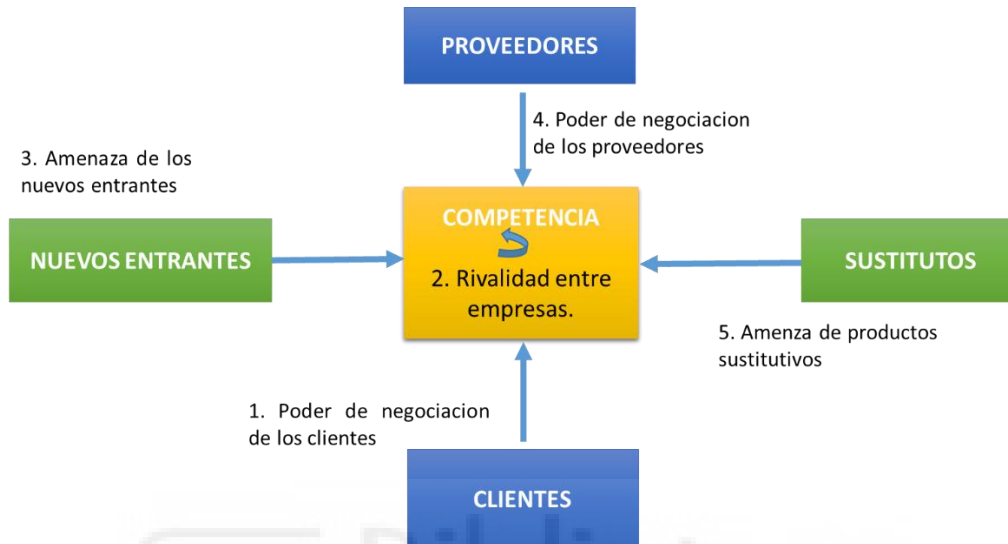 PROVEEDORES
4. Poder de negociacion
de los proveedores
3. Amenaza de los
nuevos entrantes
COMPETENCIA
NUEVOS ENTRANTES
2. Rivalidad entre
empresas.
SUSTITUTOS
5. Amenza de productos
sustitutivos
1. Poder de negociacion
de los clientes
CLIENTES